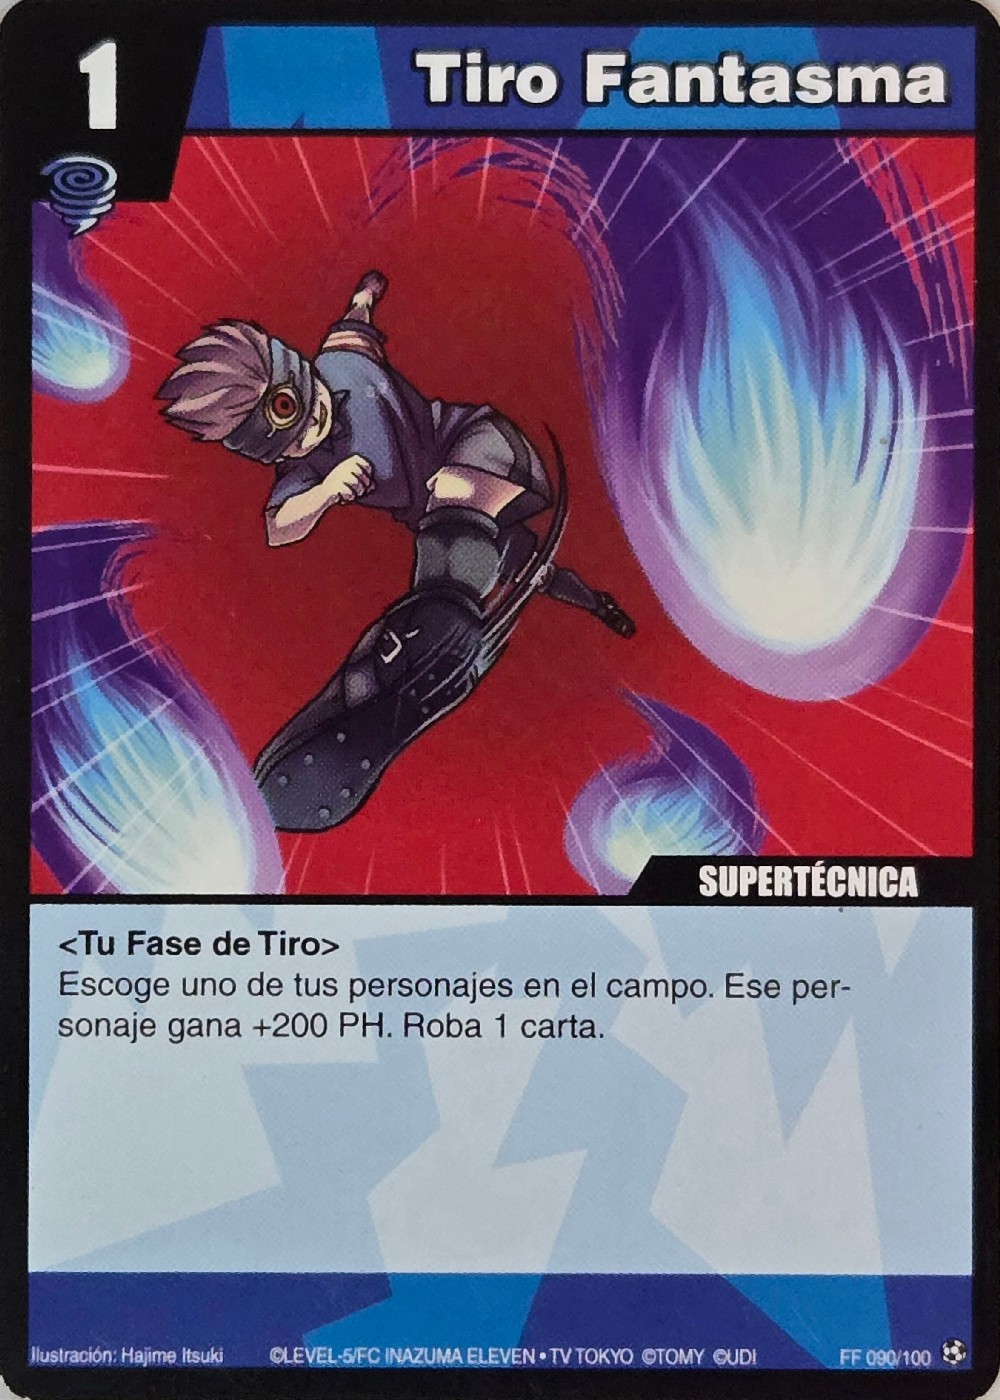 1
Tiro Fantasma
SUPERTÉCNICA
<Tu Fase de Tiro>
Escoge uno de tus personajes en el campo. Ese per-
sonaje gana +200 PH. Roba 1 carta.
Ilustración: Hajime Itsuki
©LEVEL-5/FC INAZUMA ELEVEN • TV TOKYO ©TOMY ©UDI
FF 090/100